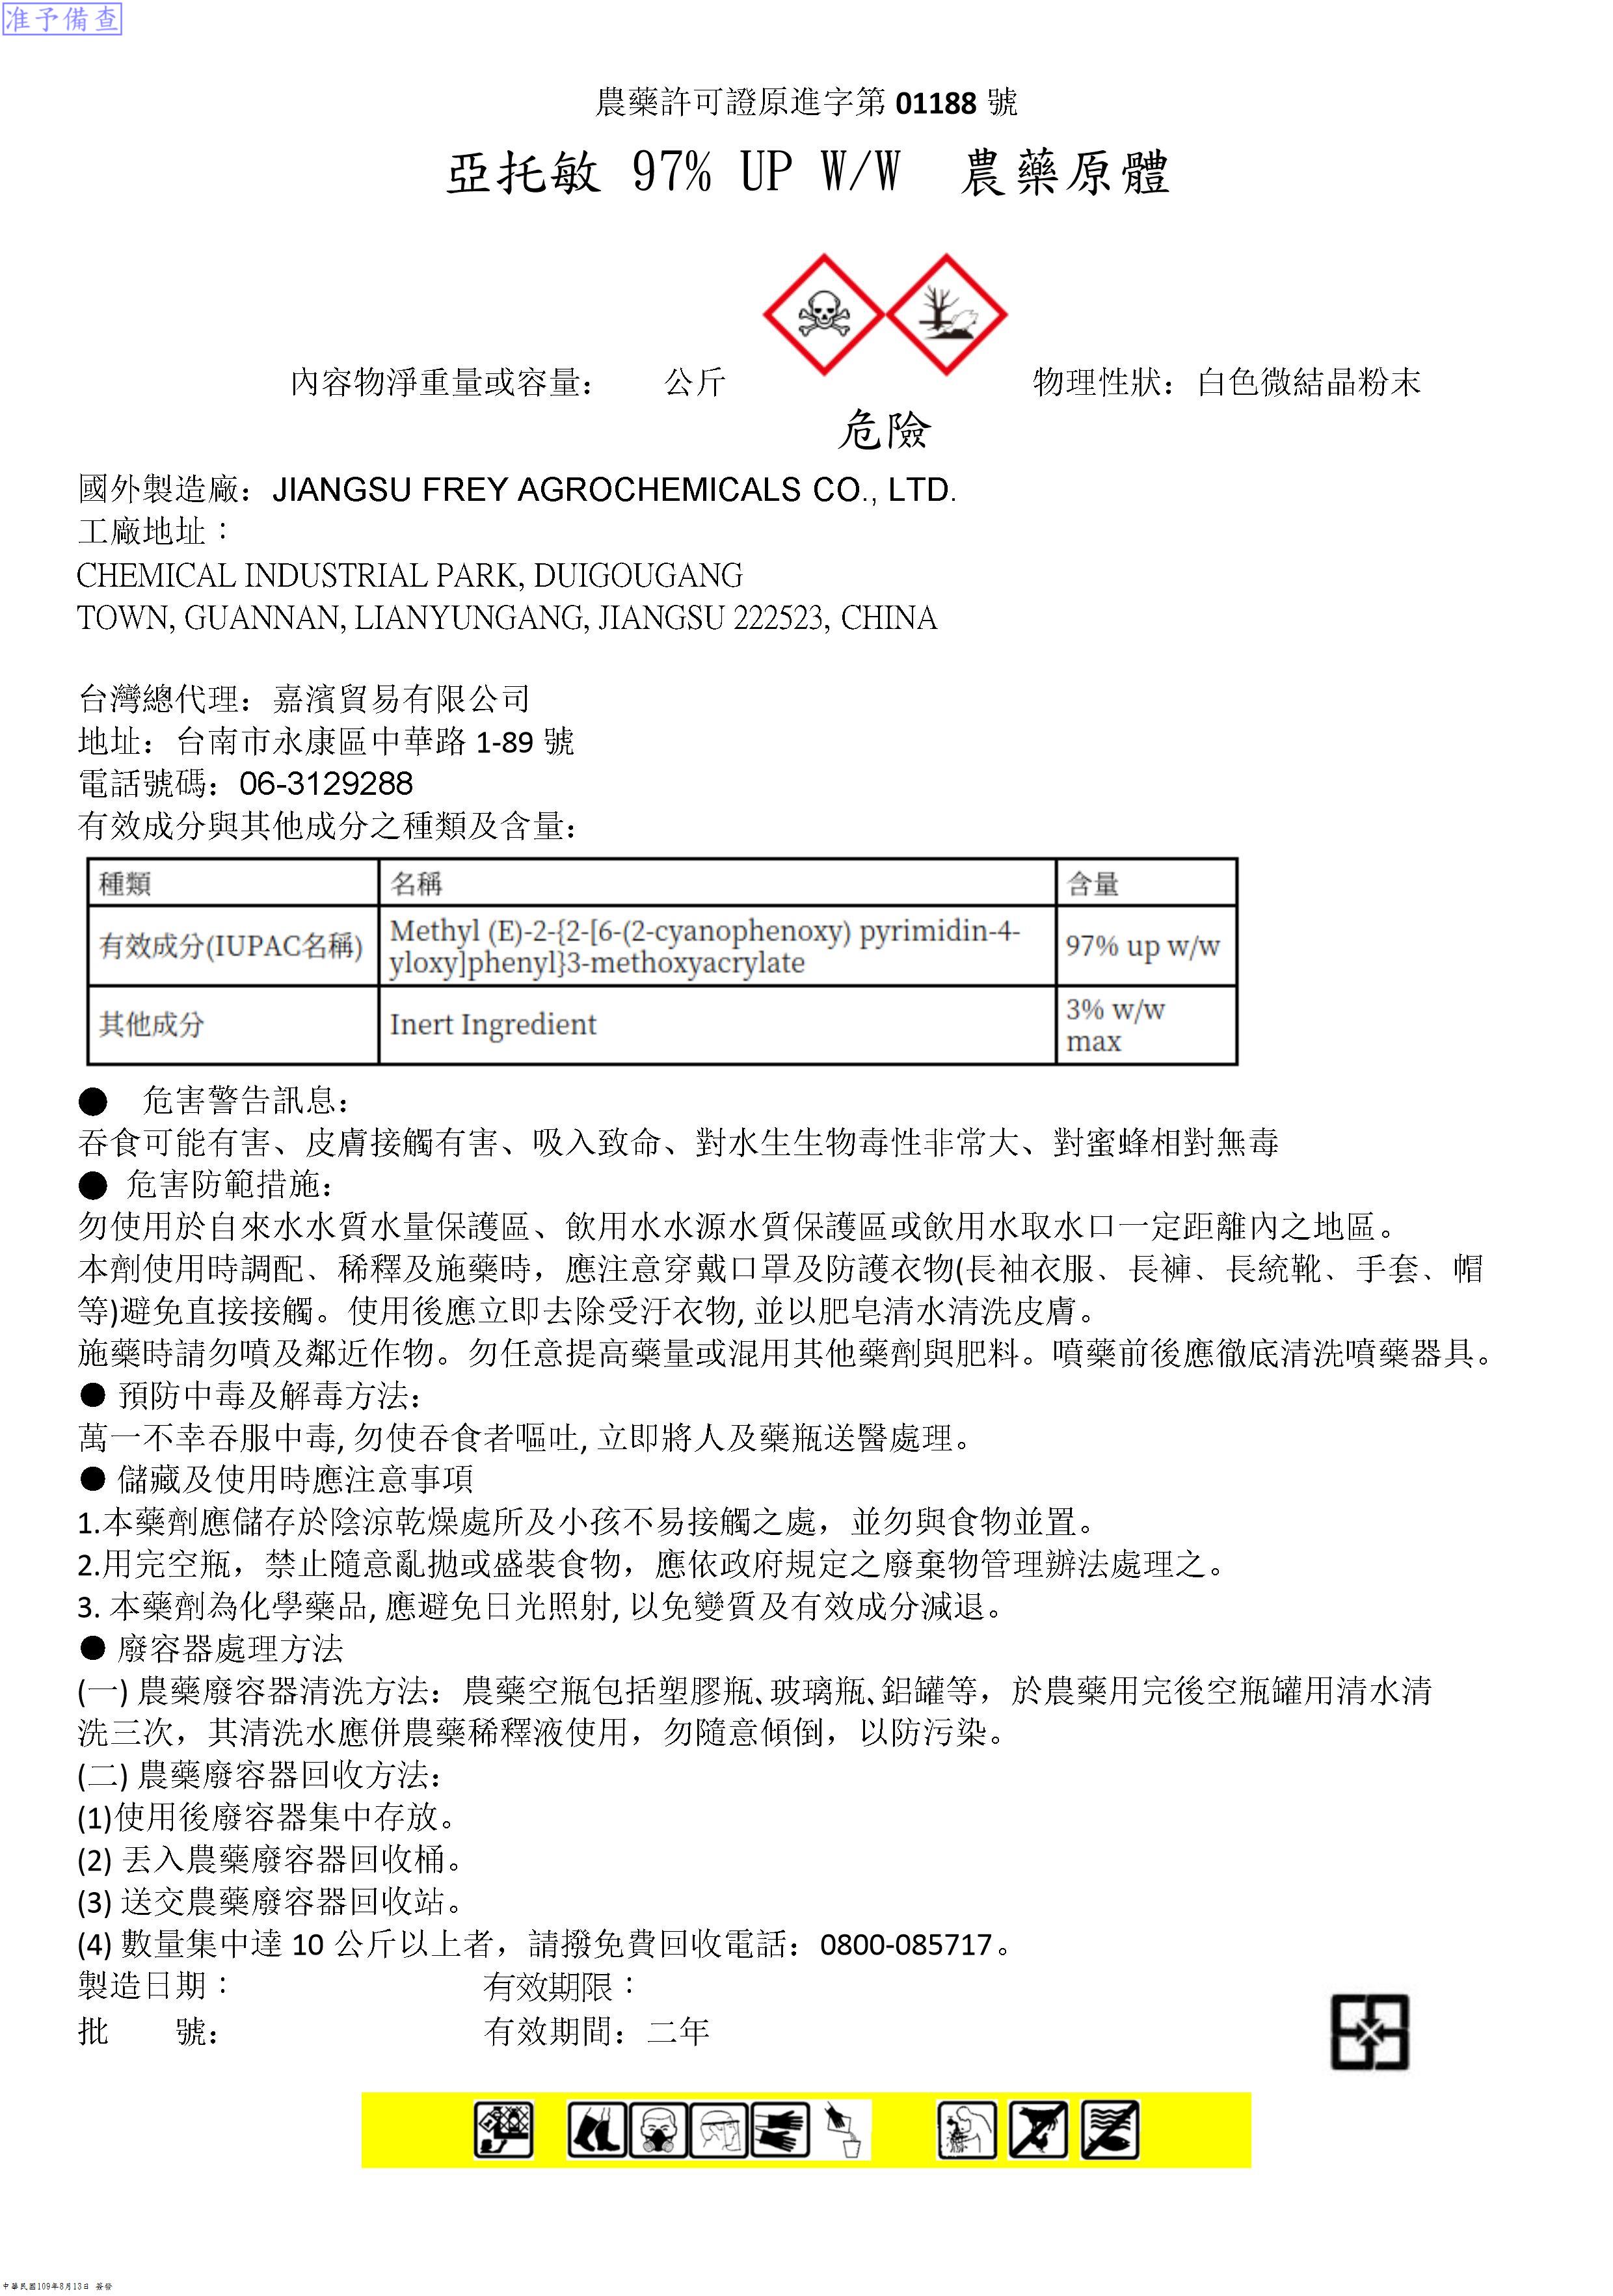 准予備查
農藥許可證原進字第 01188 號
亞托敏 97% UP W/W 農藥原體
內容物淨重量或容量： 公斤 物理性狀：白色微結晶粉末
危險
國外製造廠：JIANGSU FREY AGROCHEMICALS CO., LTD.
工廠地址：
CHEMICAL INDUSTRIAL PARK, DUIGOUGANG
TOWN, GUANNAN, LIANYUNGANG, JIANGSU 222523, CHINA
台灣總代理：嘉濱貿易有限公司
地址：台南市永康區中華路 1-89 號
電話號碼：06-3129288
有效成分與其他成分之種類及含量：
種類 名稱 含量
有效成分(IUPAC名稱) Methyl (E)-2-{2-[6-(2-cyanophenoxy) pyrimidin-4-
yloxy]phenyl}3-methoxyacrylate 97% up w/w
其他成分 Inert Ingredient 3% w/w
max
● 危害警告訊息：
吞食可能有害、皮膚接觸有害、吸入致命、對水生生物毒性非常大、對蜜蜂相對無毒
● 危害防範措施：
勿使用於自來水水質水量保護區、飲用水水源水質保護區或飲用水取水口一定距離內之地區。
本劑使用時調配、稀釋及施藥時，應注意穿戴口罩及防護衣物(長袖衣服、長褲、長統靴、手套、帽
等)避免直接接觸。使用後應立即去除受汙衣物, 並以肥皂清水清洗皮膚。
施藥時請勿噴及鄰近作物。勿任意提高藥量或混用其他藥劑與肥料。噴藥前後應徹底清洗噴藥器具。
● 預防中毒及解毒方法：
萬一不幸吞服中毒, 勿使吞食者嘔吐, 立即將人及藥瓶送醫處理。
● 儲藏及使用時應注意事項
1.本藥劑應儲存於陰涼乾燥處所及小孩不易接觸之處，並勿與食物並置。
2.用完空瓶，禁止隨意亂拋或盛裝食物，應依政府規定之廢棄物管理辦法處理之。
3. 本藥劑為化學藥品, 應避免日光照射, 以免變質及有效成分減退。
● 廢容器處理方法
(一) 農藥廢容器清洗方法：農藥空瓶包括塑膠瓶、玻璃瓶、鋁罐等，於農藥用完後空瓶罐用清水清
洗三次，其清洗水應併農藥稀釋液使用，勿隨意傾倒，以防污染。
(二) 農藥廢容器回收方法：
(1)使用後廢容器集中存放。
(2) 丟入農藥廢容器回收桶。
(3) 送交農藥廢容器回收站。
(4) 數量集中達 10 公斤以上者，請撥免費回收電話：0800-085717。
製造日期： 有效期限：
批 號： 有效期間：二年
中華民國109年8月13日 簽發